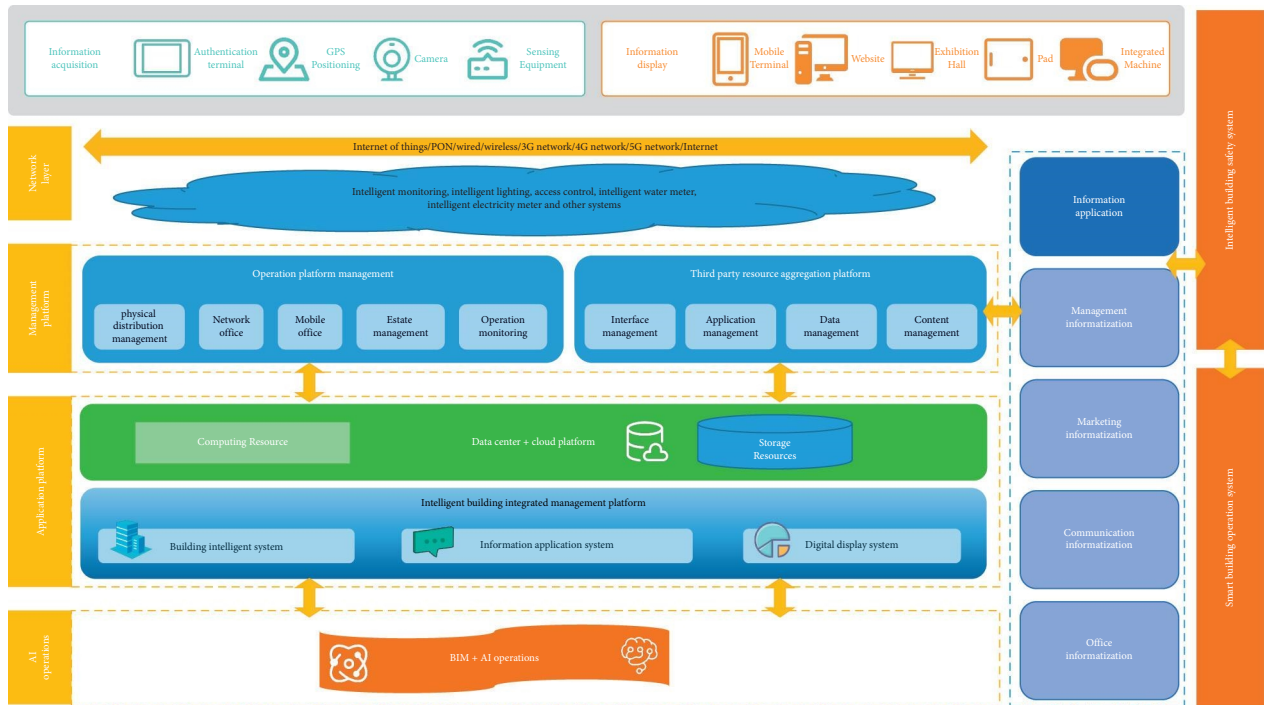 Information
acquisition
Authentication
terminal
GPS
Positioning
Camera
Sensing
Equipment
Information
display
Mobile
Terminal
Website
Exhibition
Hall
Pad
Integrated
Machine
Network
layer
Internet of things/PON/wired/wireless/3G network/4G network/5G network/Internet
Intelligent monitoring, intelligent lighting, access control, intelligent water meter,
intelligent electricity meter and other systems
Management
platform
Operation platform management
physical
distribution
management
Network
office
Mobile
office
Estate
management
Operation
monitoring
Third party resource aggregation platform
Interface
management
Application
management
Data
management
Content
management
Application platform
Computing Resource
Data center + cloud platform
Storage
Resources
Intelligent building integrated management platform
Building intelligent system
Information application system
Digital display system
AI
operations
BIM + AI operations
Information
application
Management
informatization
Marketing
informatization
Communication
informatization
Office
informatization
Intelligent building safety system
Smart building operation system